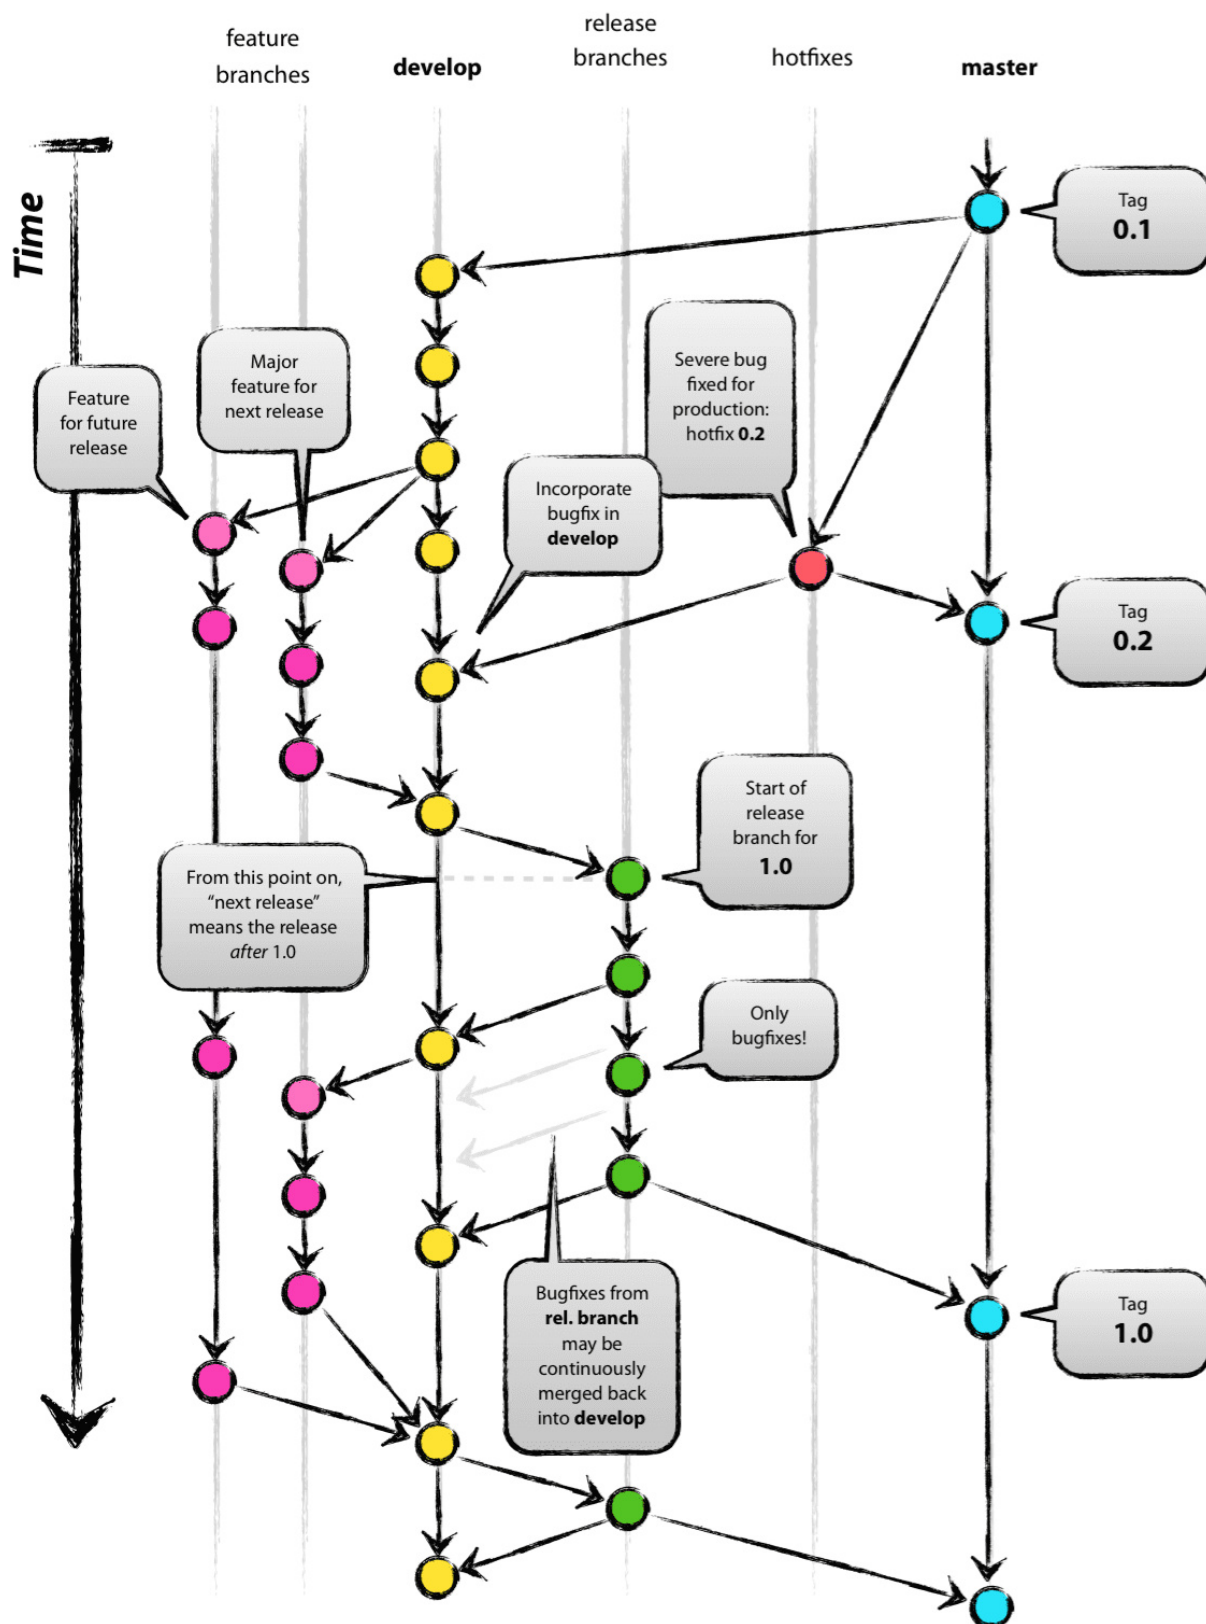 feature
branches
develop
release
branches
hotfixes
master
Time
Tag
0.1
Major
feature for
next release
Feature
for future
release
Severe bug
fixed for
production:
hotfix 0.2
Incorporate
bugfix in
develop
Tag
0.2
Start of
release
branch for
1.0
From this point on,
“next release”
means the release
after 1.0
Only
bugfixes!
Bugfixes from
rel. branch
may be
continuously
merged back
into develop
Tag
1.0